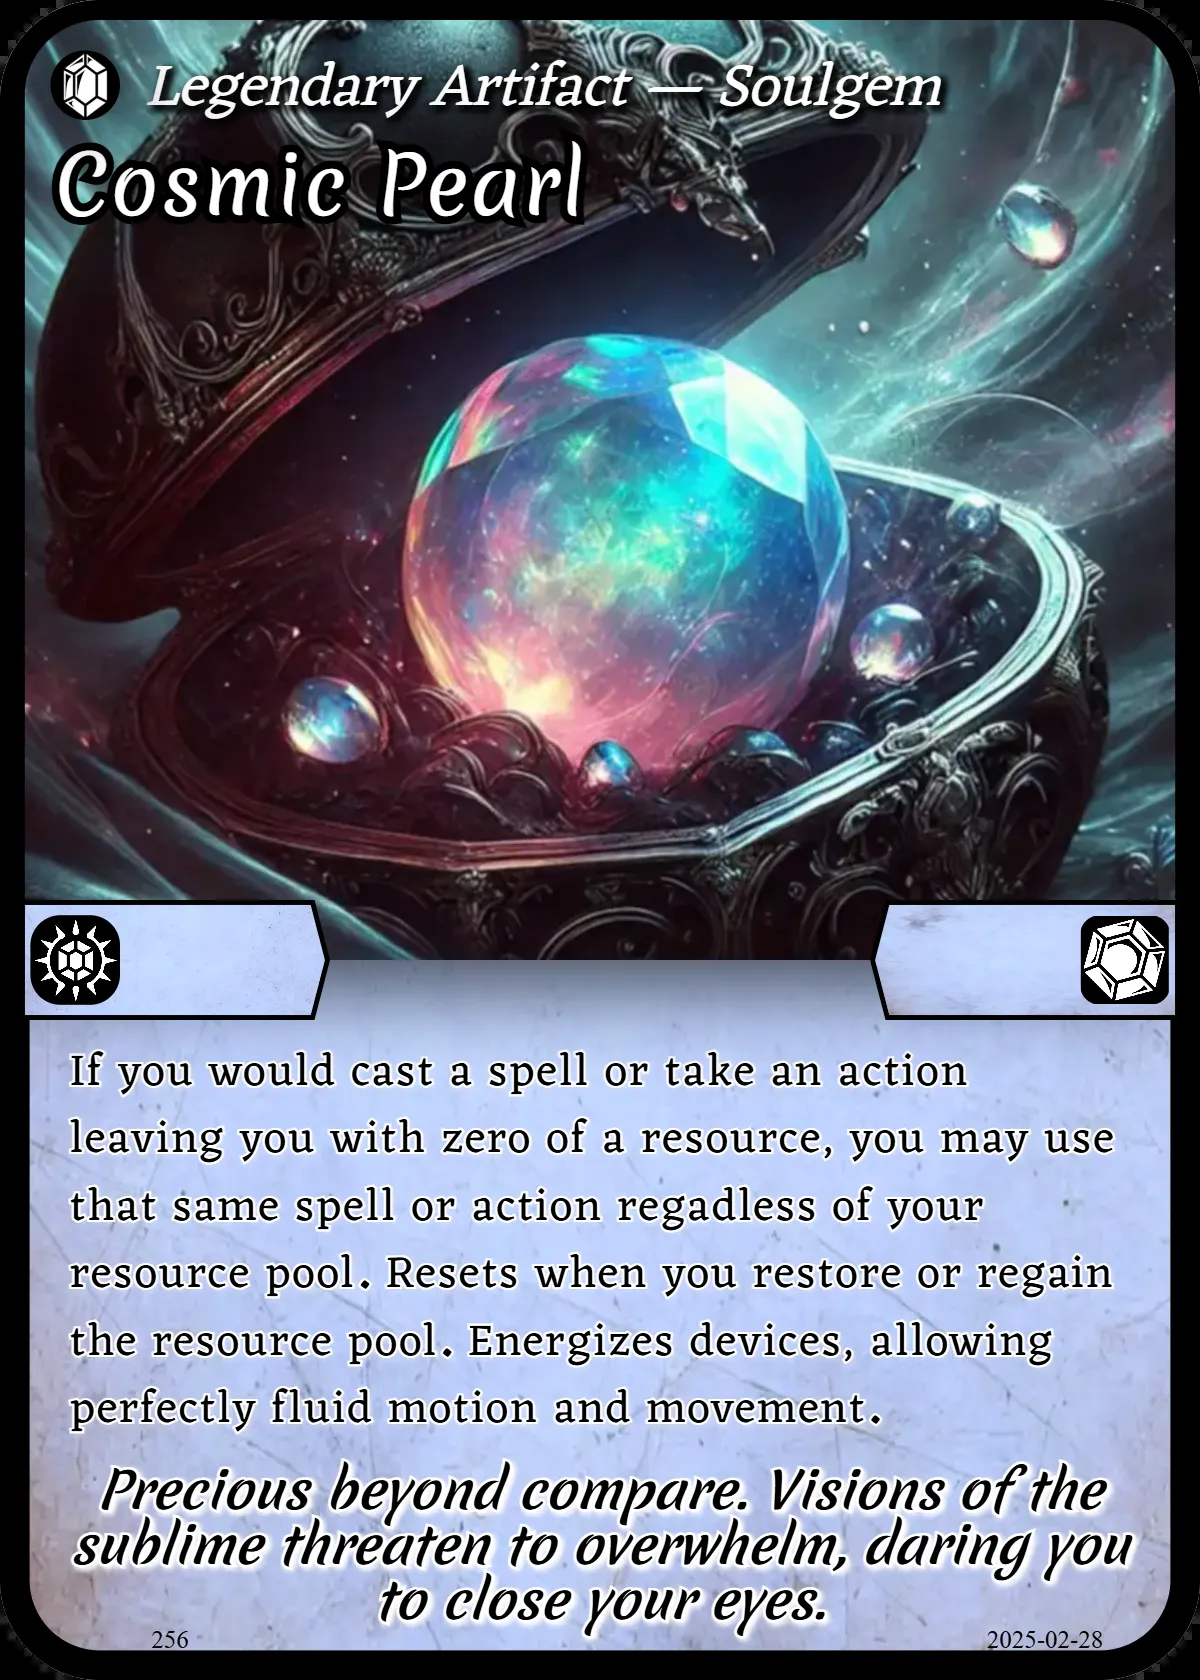 Legendary Artifact — Soulgem
Cosmic Pearl
If you would cast a spell or take an action
leaving you with zero of a resource, you may use
that same spell or action regadless of your
resource pool. Resets when you restore or regain
the resource pool. Energizes devices, allowing
perfectly fluid motion and movement.
Precious beyond compare. Visions of the
sublime threaten to overwhelm, daring you
to close your eyes.
256
2025-02-28